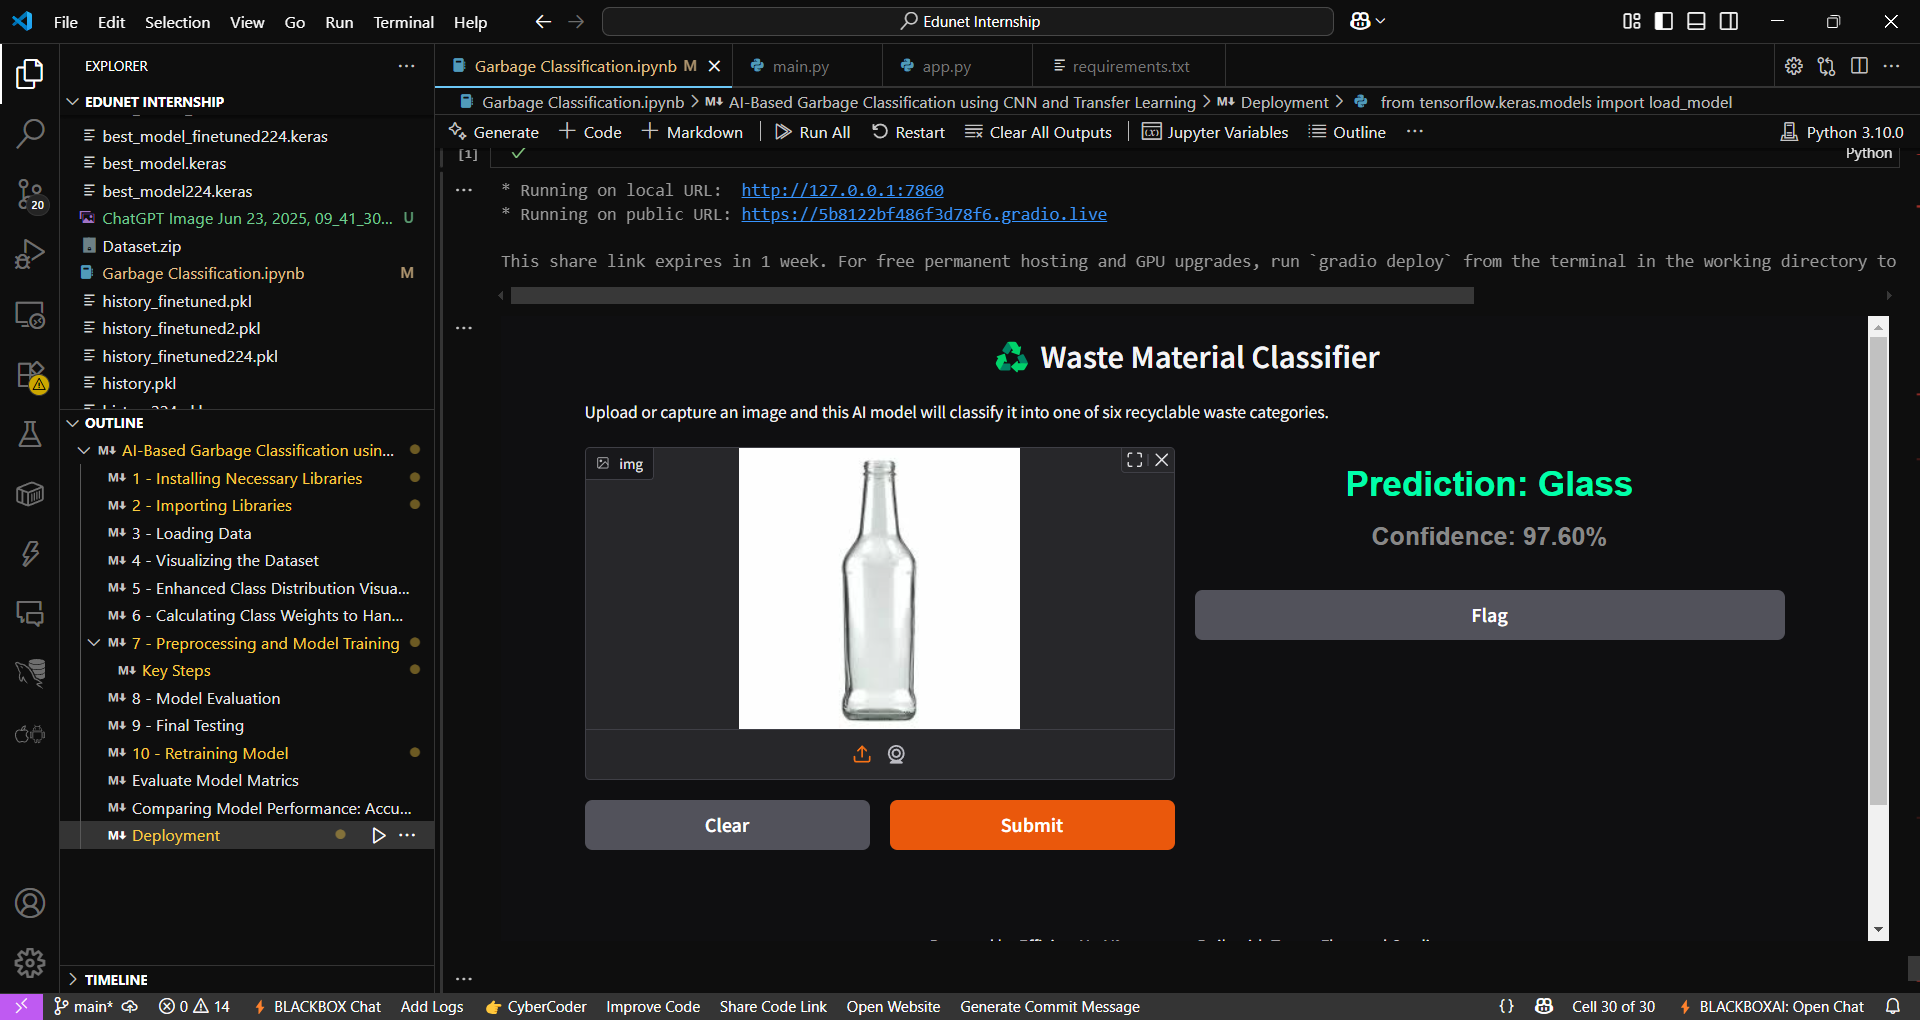 File Edit Selection View Go Run Terminal Help
Edunet Internship
EXPLORER
EDUNET INTERNSHIP
best_model_finetuned224.keras
best_model.keras
best_model224.keras
ChatGPT Image Jun 23, 2025, 09_41_30... U
Dataset.zip
Garbage Classification.ipynb M
history_finetuned.pkl
history_finetuned2.pkl
history_finetuned224.pkl
history.pkl
OUTLINE
AI-Based Garbage Classification usin...
1 - Installing Necessary Libraries
2 - Importing Libraries
3 - Loading Data
4 - Visualizing the Dataset
5 - Enhanced Class Distribution Visua...
6 - Calculating Class Weights to Han...
7 - Preprocessing and Model Training
Key Steps
8 - Model Evaluation
9 - Final Testing
10 - Retraining Model
Evaluate Model Matrics
Comparing Model Performance: Accu...
Deployment
TIMELINE
20
Garbage Classification.ipynb M
main.py
app.py
requirements.txt
Garbage Classification.ipynb > M↓ AI-Based Garbage Classification using CNN and Transfer Learning > M↓ Deployment > from tensorflow.keras.models import load_model
Generate + Code + Markdown Run All Restart Clear All Outputs Jupyter Variables Outline ... Python 3.10.0
[1]
Python
* Running on local URL: http://127.0.0.1:7860
* Running on public URL: https://5b8122bf486f3d78f6.gradio.live
This share link expires in 1 week. For free permanent hosting and GPU upgrades, run `gradio deploy` from the terminal in the working directory to
Waste Material Classifier
Upload or capture an image and this AI model will classify it into one of six recyclable waste categories.
img
Prediction: Glass
Confidence: 97.60%
Flag
Clear
Submit
main* 0 14 BLACKBOX Chat Add Logs CyberCoder Improve Code Share Code Link Open Website Generate Commit Message
{} Cell 30 of 30 BLACKBOXAI: Open Chat